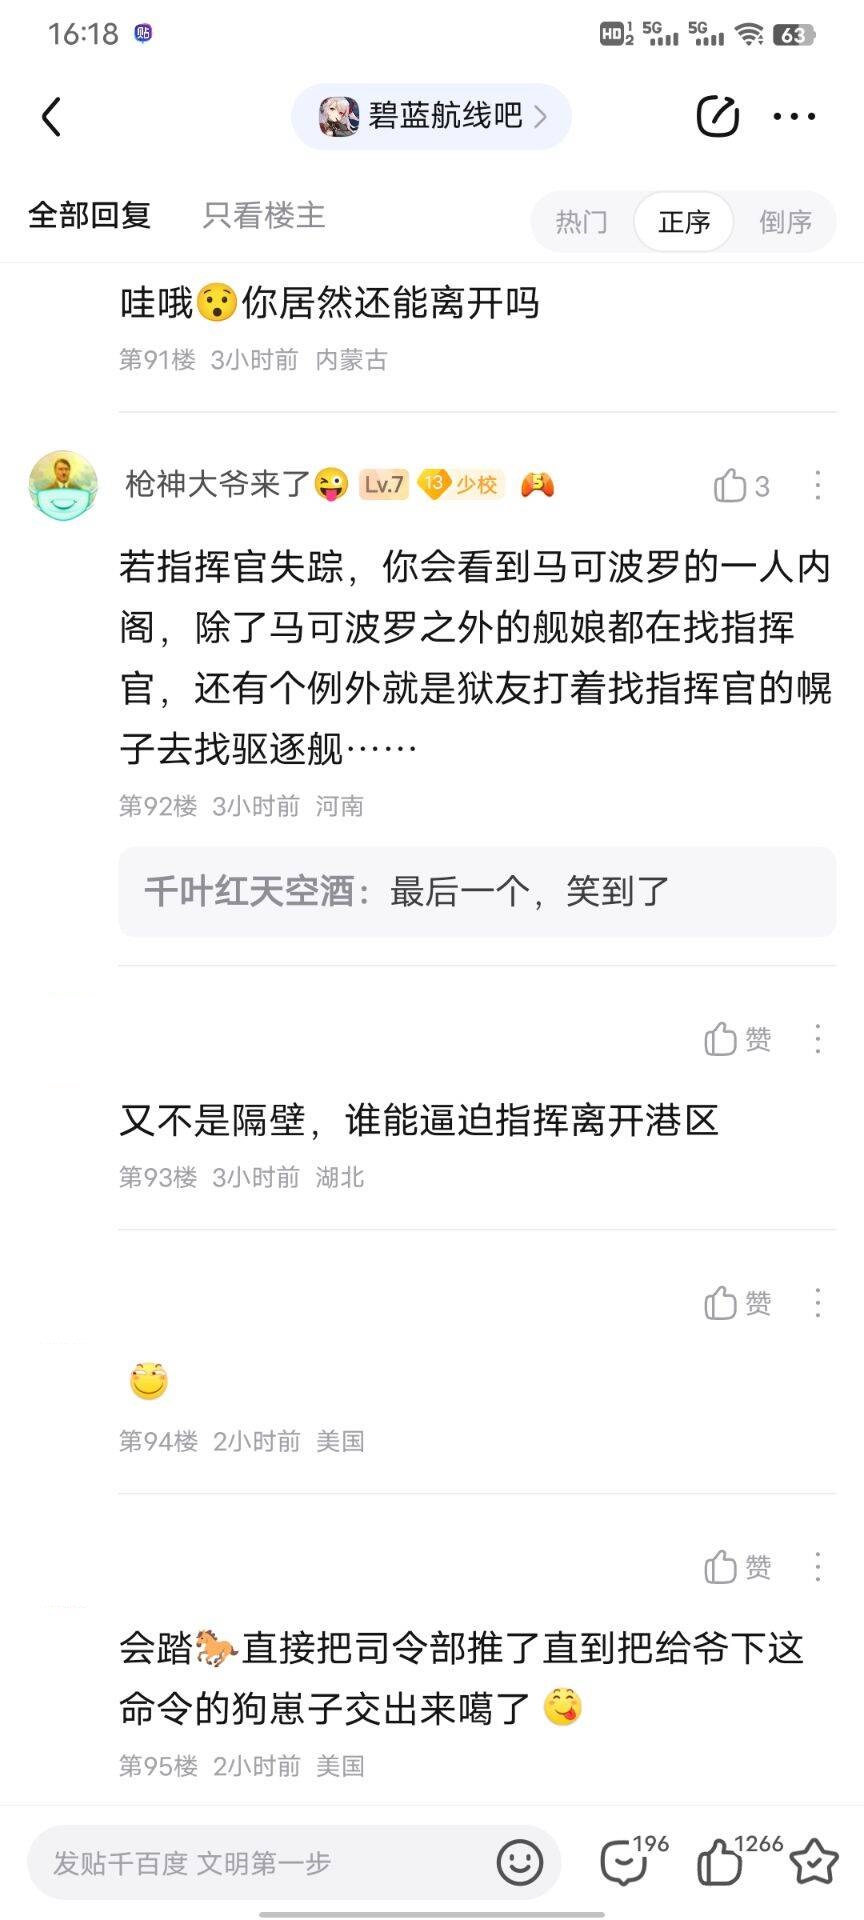 16:18 贴 HD 1 2 5G 5G 63
碧蓝航线吧
全部回复 只看楼主 热门 正序 倒序
哇哦😯你居然还能离开吗
第91楼 3小时前 内蒙古
枪神大爷来了😜 Lv.7 13 少校 5 3
若指挥官失踪，你会看到马可波罗的一人内
阁，除了马可波罗之外的舰娘都在找指挥
官，还有个例外就是狱友打着找指挥官的幌
子去找驱逐舰……
第92楼 3小时前 河南
千叶红天空酒：最后一个，笑到了
赞
又不是隔壁，谁能逼迫指挥离开港区
第93楼 3小时前 湖北
赞
第94楼 2小时前 美国
赞
会踏🐎直接把司令部推了直到把给爷下这
命令的狗崽子交出来噶了😋
第95楼 2小时前 美国
发贴千百度 文明第一步 196 1266